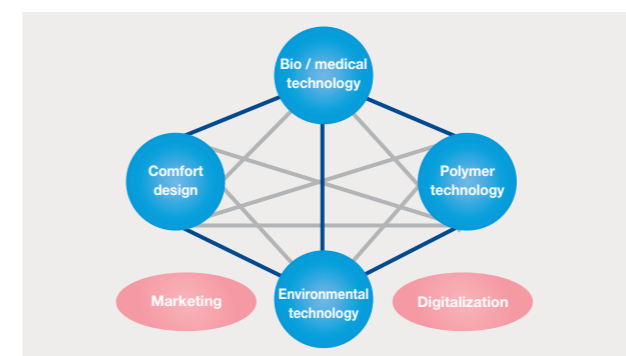 Bio / medical
technology
Comfort
design
Polymer
technology
Marketing
Environmental
technology
Digitalization